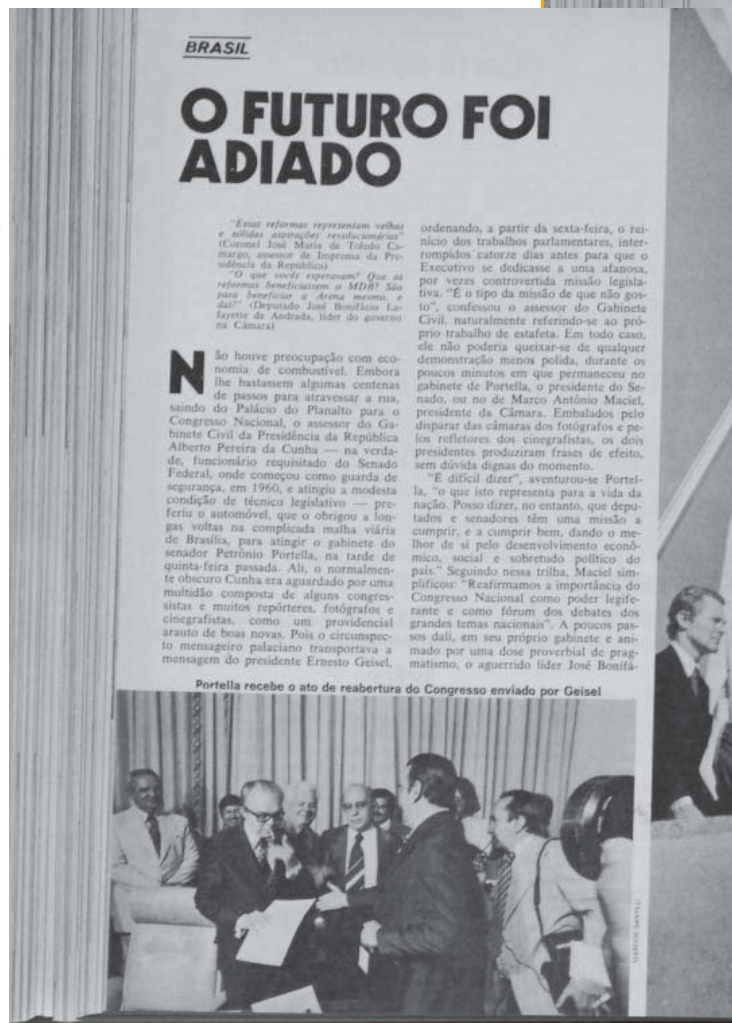 BRASIL
O FUTURO FOI
ADIADO
"Essas reformas representam velhas
e sólidas aspirações revolucionárias"
(Coronel José Maria de Toledo Ca-
margo, assessor de Imprensa da Pre-
sidência da República)
"O que vocês esperavam? Que as
reformas beneficiassem o MDB? São
para beneficiar a Arena mesmo, e
daí?" (Deputado José Bonifácio La-
fayette de Andrada, líder do governo
na Câmara)
Não houve preocupação com eco-
nomia de combustível. Embora
lhe bastassem algumas centenas
de passos para atravessar a rua,
saindo do Palácio do Planalto para o
Congresso Nacional, o assessor do Ga-
binete Civil da Presidência da República
Alberto Pereira da Cunha — na verda-
de, funcionário requisitado do Senado
Federal, onde começou como guarda de
segurança, em 1960, e atingiu a modesta
condição de técnico legislativo — pre-
feriu o automóvel, que o obrigou a lon-
gas voltas na complicada malha viária
de Brasília, para atingir o gabinete do
senador Petrônio Portella, na tarde de
quinta-feira passada. Ali, o normalmen-
te obscuro Cunha era aguardado por uma
multidão composta de alguns congres-
sistas e muitos repórteres, fotógrafos e
cinegrafistas, como um providencial
arauto de boas novas. Pois o circunspec-
to mensageiro palaciano transportava a
mensagem do presidente Ernesto Geisel,
ordenando, a partir da sexta-feira, o rei-
nício dos trabalhos parlamentares, inter-
rompidos catorze dias antes para que o
Executivo se dedicasse a uma afanosa,
por vezes controvertida missão legisla-
tiva. "É o tipo da missão de que não gos-
to", confessou o assessor do Gabinete
Civil, naturalmente referindo-se ao pró-
prio trabalho de estafeta. Em todo caso,
ele não poderia queixar-se de qualquer
demonstração menos polida, durante os
poucos minutos em que permaneceu no
gabinete de Portella, o presidente do Se-
nado, ou no de Marco Antônio Maciel,
presidente da Câmara. Embalados pelo
disparar das câmaras dos fotógrafos e pe-
los refletores dos cinegrafistas, os dois
presidentes produziram frases de efeito,
sem dúvida dignas do momento.
"É difícil dizer", aventurou-se Portel-
la, "o que isto representa para a vida da
nação. Posso dizer, no entanto, que depu-
tados e senadores têm uma missão a
cumprir, e a cumprir bem, dando o me-
lhor de si pelo desenvolvimento econô-
mico, social e sobretudo político do
país." Seguindo nessa trilha, Maciel sim-
plificou: "Reafirmamos a importância do
Congresso Nacional como poder legife-
rante e como fórum dos debates dos
grandes temas nacionais". A poucos pas-
sos dali, em seu próprio gabinete e ani-
mado por uma dose proverbial de prag-
matismo, o aguerrido líder José Bonifá-
Portella recebe o ato de reabertura do Congresso enviado por Geisel